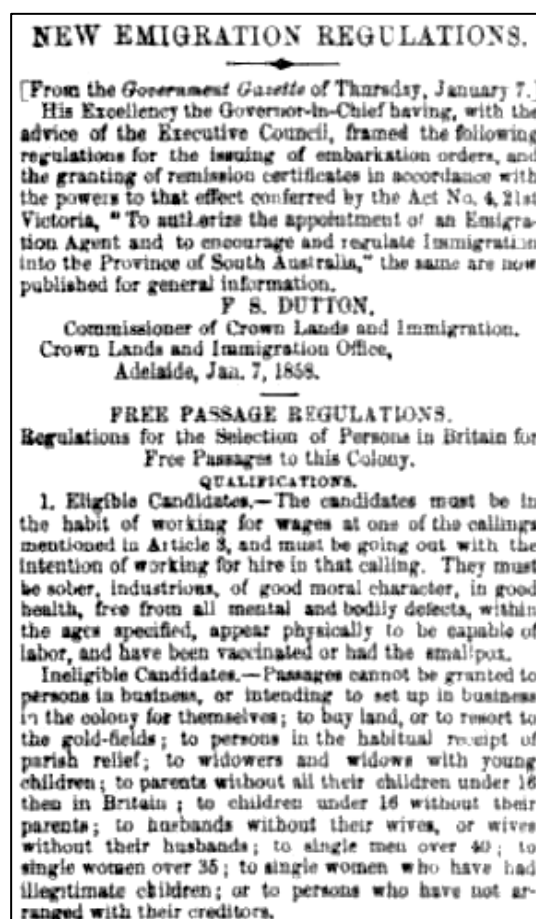 NEW EMIGRATION REGULATIONS.
[From the Government Gazette of Thursday, January 7.]
His Excellency the Governor-in-Chief having, with the
advice of the Executive Council, framed the following
regulations for the issuing of embarkation orders, and
the granting of remission certificates in accordance with
the powers to that effect conferred by the Act No. 4, 21st
Victoria, "To authorize the appointment of an Emigra-
tion Agent and to encourage and regulate Immigration
into the Province of South Australia," the same are now
published for general information.
F S. DUTTON,
Commissioner of Crown Lands and Immigration.
Crown Lands and Immigration Office,
Adelaide, Jan. 7, 1858.
FREE PASSAGE REGULATIONS.
Regulations for the Selection of Persons in Britain for
Free Passages to this Colony.
QUALIFICATIONS.
1. Eligible Candidates.—The candidates must be in
the habit of working for wages at one of the callings
mentioned in Article 3, and must be going out with the
intention of working for hire in that calling. They must
be sober, industrious, of good moral character, in good
health, free from all mental and bodily defects, within
the ages specified, appear physically to be capable of
labor, and have been vaccinated or had the smallpox.
Ineligible Candidates.—Passages cannot be granted to
persons in business, or intending to set up in business
in the colony for themselves; to buy land, or to resort to
the gold-fields; to persons in the habitual receipt of
parish relief; to widowers and widows with young
children; to parents without all their children under 16
then in Britain; to children under 16 without their
parents; to husbands without their wives, or wives
without their husbands; to single men over 40; to
single women over 35; to single women who have had
illegitimate children; or to persons who have not ar-
ranged with their creditors.